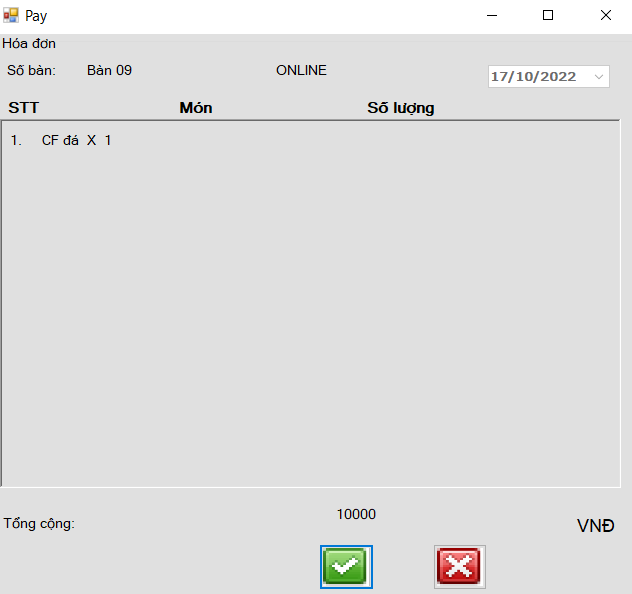 Pay
Hóa đơn
Số bàn: Bàn 09 ONLINE 17/10/2022
STT Món Số lượng
1. CF đá X 1
10000
Tổng cộng: VNĐ